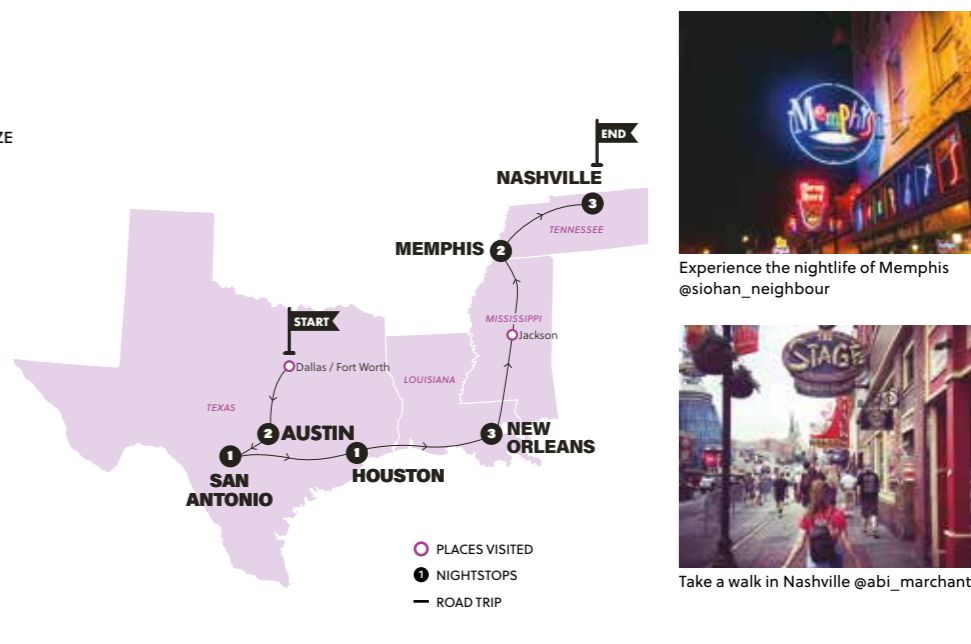 ZE
END
NASHVILLE
3
TENNESSEE
MEMPHIS 2
START
MISSISSIPPI
Jackson
Dallas / Fort Worth
LOUISIANA
TEXAS
2 AUSTIN
3 NEW
ORLEANS
1
1
SAN
ANTONIO
HOUSTON
PLACES VISITED
1 NIGHTSTOPS
ROAD TRIP
Memphis
Experience the nightlife of Memphis
@siohan_neighbour
THE
STAGE
Take a walk in Nashville @abi_marchant